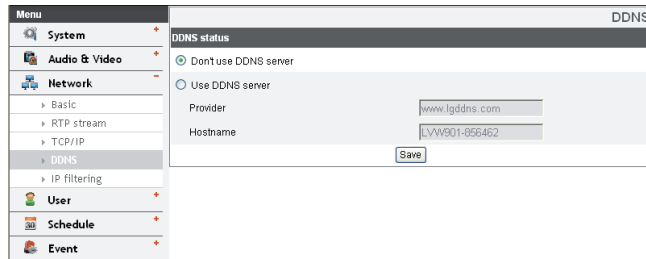 Menu
System
Audio & Video
Network
Basic
RTP stream
TCP/IP
DDNS
IP filtering
User
30 Schedule
Event
DDNS
DDNS status
Don't use DDNS server
Use DDNS server
Provider www.lgddns.com
Hostname LVW901-856462
Save